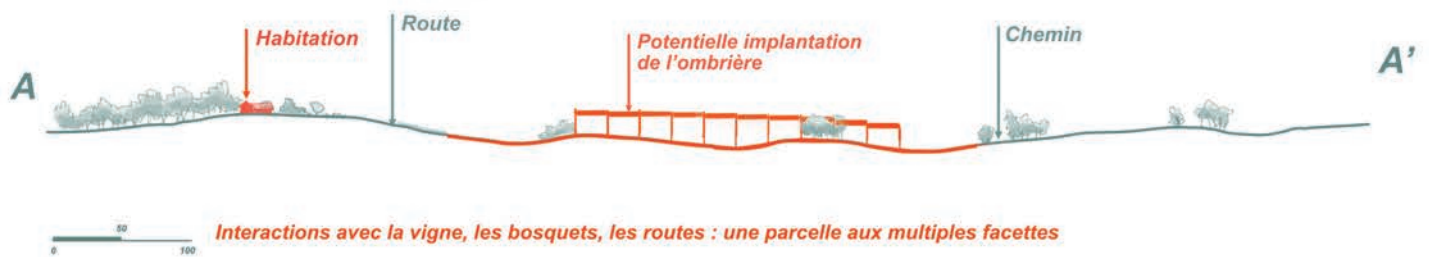 Route
Habitation
Potentielle implantation
de l'ombrière
Chemin
A
A'
50
0
100
Interactions avec la vigne, les bosquets, les routes : une parcelle aux multiples facettes